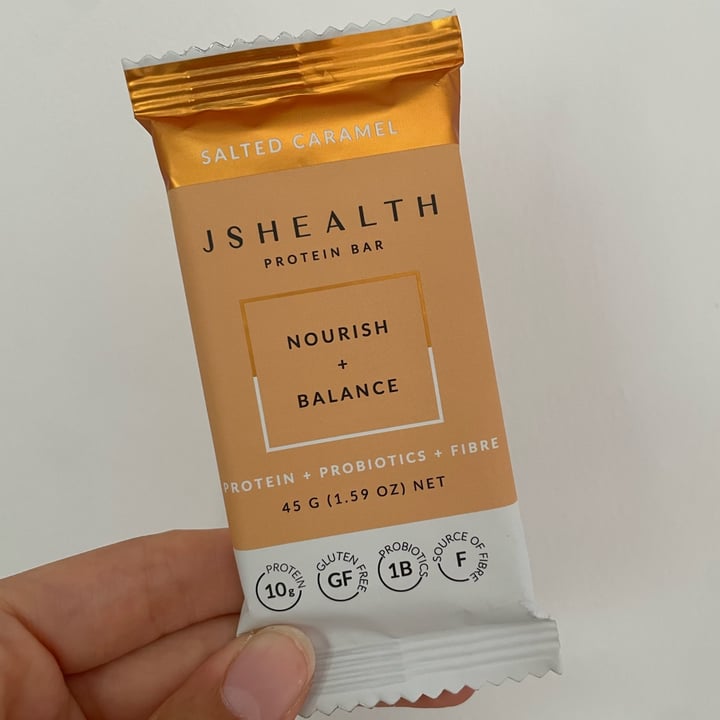 SALTED CARAMEL
JSHEALTH
PROTEIN BAR
NOURISH
+
BALANCE
PROTEIN + PROBIOTICS + FIBRE
45 G (1.59 OZ) NET
PROTEIN
10g
GLUTEN FREE
GF
PROBIOTICS
1B
SOURCE OF FIBRE
F